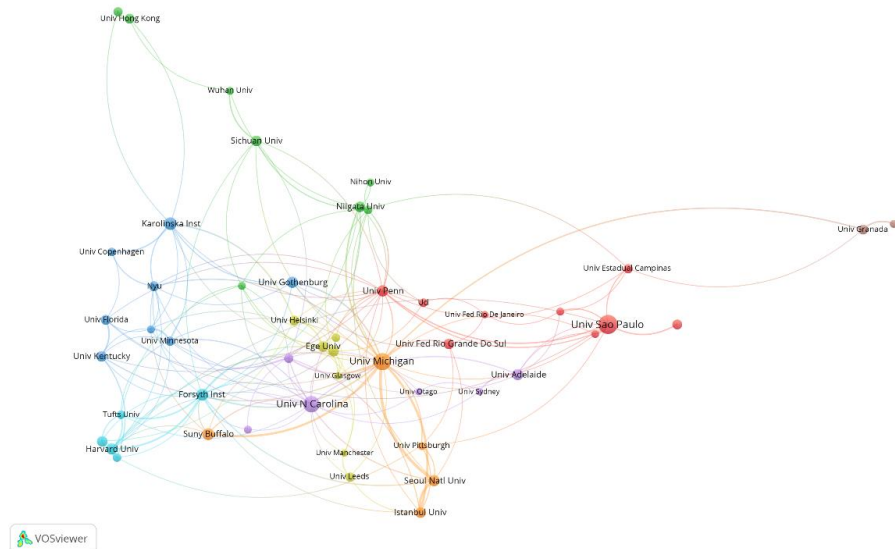 Univ Hong Kong
Wuhan Univ
Sichuan Univ
Nihon Univ
Niigata Univ
Karolinska Inst
Univ Granada
Univ Copenhagen
Univ Estadual Campinas
Nyu
Univ Gothenburg
Univ Penn
Ucl
Univ Fed Rio De Janeiro
Univ Florida
Univ Helsinki
Univ Sao Paulo
Univ Minnesota
Ege Univ
Univ Fed Rio Grande Do Sul
Univ Kentucky
Univ Michigan
Univ Glasgow
Univ Adelaide
Forsyth Inst
Univ Otago
Univ Sydney
Univ N Carolina
Tufts Univ
Suny Buffalo
Harvard Univ
Univ Pittsburgh
Univ Manchester
Univ Leeds
Seoul Natl Univ
Istanbul Univ
VOSviewer